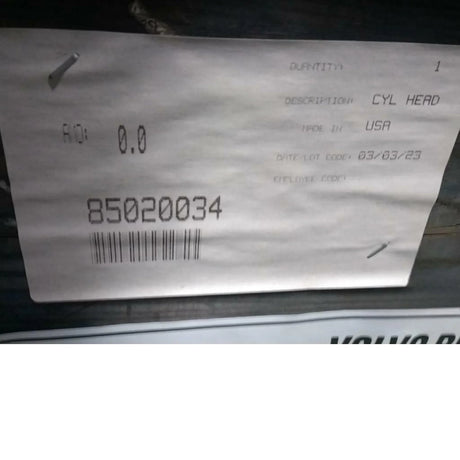 QUANTITY: 1
DESCRIPTION: CYL HEAD
MADE IN USA
DATE-LOT CODE: 03/03/23
EMPLOYEE CODE:
A/O: 0.0
85020034
VOLVO